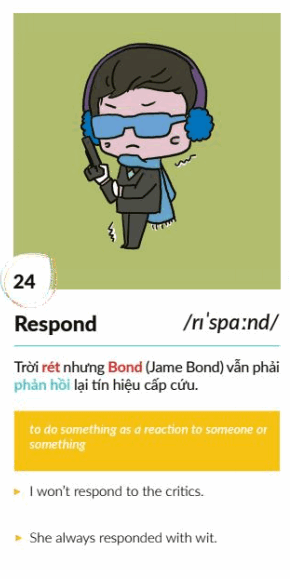 24
Respond /rɪˈspɑːnd/
Trời rét nhưng Bond (Jame Bond) vẫn phải
phản hồi lại tín hiệu cấp cứu.
to do something as a reaction to someone or
something
▸ I won't respond to the critics.
▸ She always responded with wit.